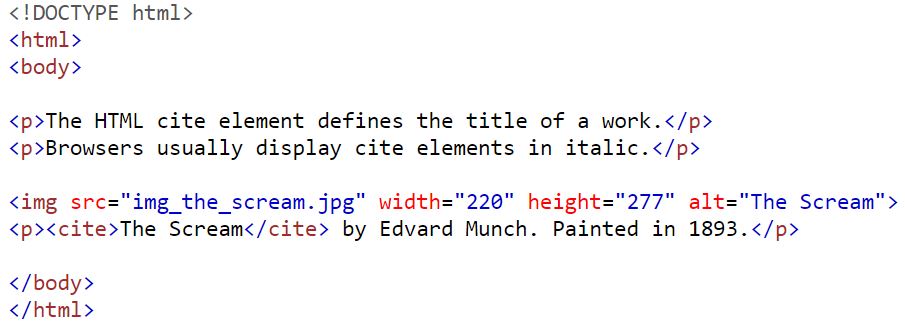 <!DOCTYPE html>
<html>
<body>
<p>The HTML cite element defines the title of a work.</p>
<p>Browsers usually display cite elements in italic.</p>
<img src="img_the_scream.jpg" width="220" height="277" alt="The Scream">
<p><cite>The Scream</cite> by Edvard Munch. Painted in 1893.</p>
</body>
</html>